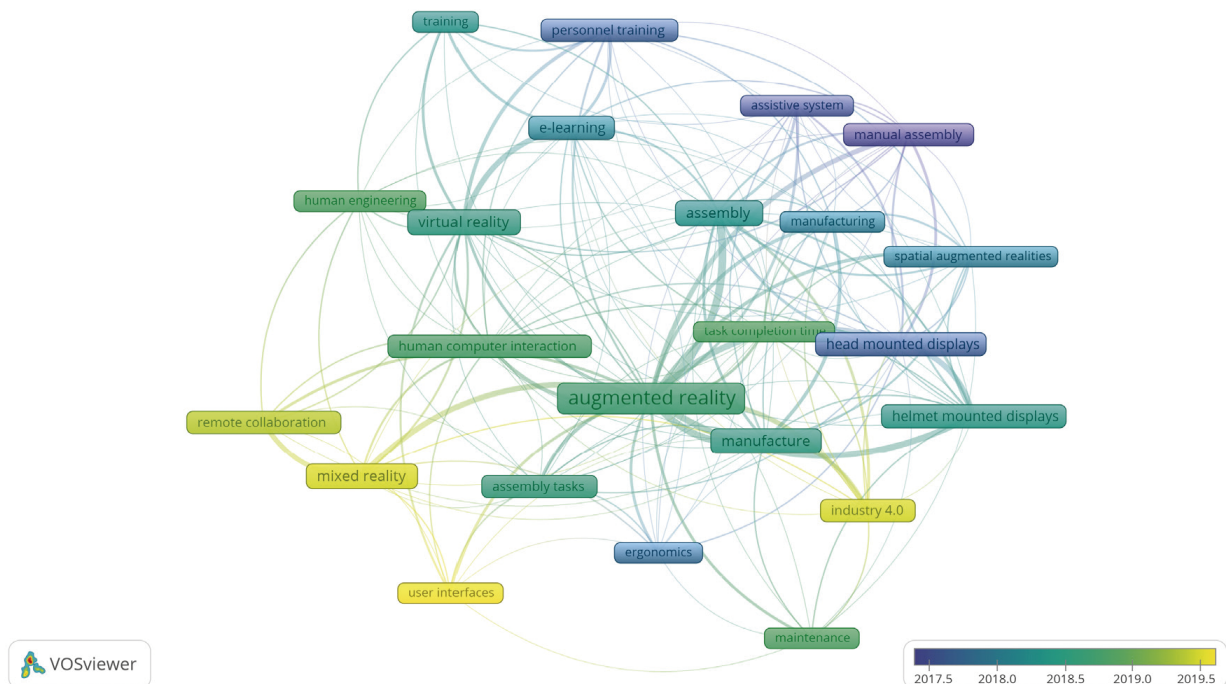 training
personnel training
assistive system
e-learning
manual assembly
human engineering
virtual reality
assembly
manufacturing
spatial augmented realities
task completion time
human computer interaction
head mounted displays
augmented reality
remote collaboration
helmet mounted displays
manufacture
mixed reality
assembly tasks
industry 4.0
ergonomics
user interfaces
maintenance
VOSviewer
2017.5 2018.0 2018.5 2019.0 2019.5